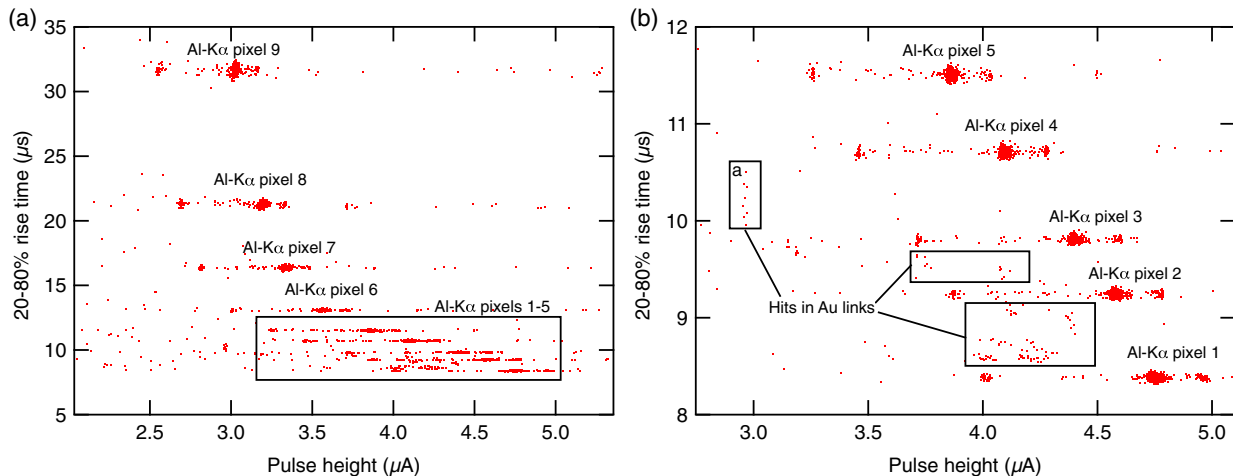 (a)
35
30
25
20
15
10
5
20-80% rise time (µs)
2.5
3.0
3.5
4.0
4.5
5.0
Pulse height (µA)
Al-Kα pixel 9
Al-Kα pixel 8
Al-Kα pixel 7
Al-Kα pixel 6
Al-Kα pixels 1-5
(b)
12
11
10
9
8
20-80% rise time (µs)
3.0
3.5
4.0
4.5
5.0
Pulse height (µA)
Al-Kα pixel 5
Al-Kα pixel 4
a
Al-Kα pixel 3
Al-Kα pixel 2
Hits in Au links
Al-Kα pixel 1